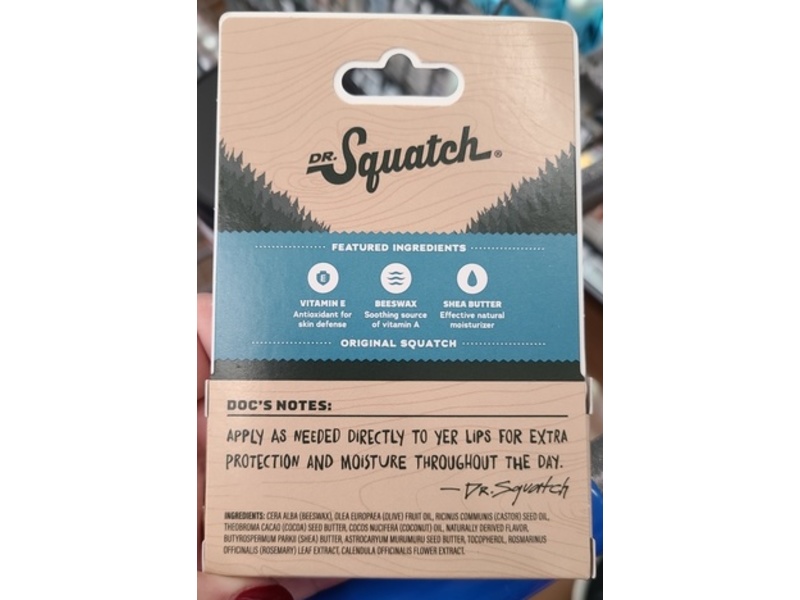 DR. Squatch®
FEATURED INGREDIENTS
E
VITAMIN E
Antioxidant for
skin defense
BEESWAX
Soothing source
of vitamin A
SHEA BUTTER
Effective natural
moisturizer
ORIGINAL SQUATCH
DOC'S NOTES:
APPLY AS NEEDED DIRECTLY TO YER LIPS FOR EXTRA
PROTECTION AND MOISTURE THROUGHOUT THE DAY.
—DR. Squatch
INGREDIENTS: CERA ALBA (BEESWAX), OLEA EUROPAEA (OLIVE) FRUIT OIL, RICINUS COMMUNIS (CASTOR) SEED OIL,
THEOBROMA CACAO (COCOA) SEED BUTTER, COCOS NUCIFERA (COCONUT) OIL, NATURALLY DERIVED FLAVOR,
BUTYROSPERMUM PARKII (SHEA) BUTTER, ASTROCARYUM MURUMURU SEED BUTTER, TOCOPHEROL, ROSMARINUS
OFFICINALIS (ROSEMARY) LEAF EXTRACT, CALENDULA OFFICINALIS FLOWER EXTRACT.